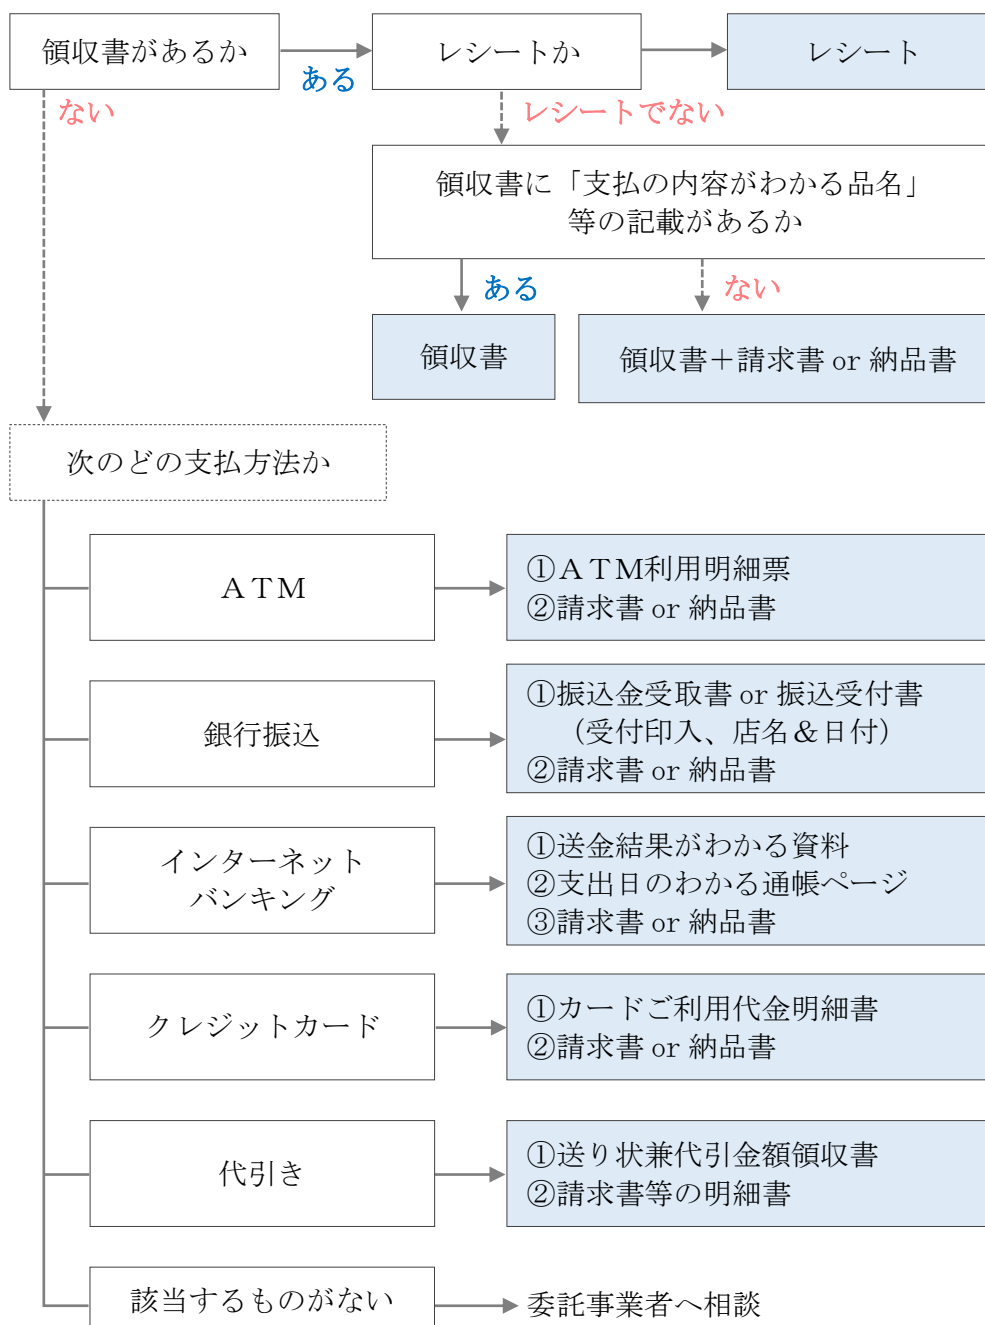 領収書があるか
レシートか
レシート
ある
ない
レシートでない
領収書に「支払の内容がわかる品名」
等の記載があるか
ある
ない
領収書
領収書＋請求書 or 納品書
次のどの支払方法か
ＡＴＭ
①ＡＴＭ利用明細票
②請求書 or 納品書
銀行振込
①振込金受取書 or 振込受付書
（受付印入、店名＆日付）
②請求書 or 納品書
インターネット
バンキング
①送金結果がわかる資料
②支出日のわかる通帳ページ
③請求書 or 納品書
クレジットカード
①カードご利用代金明細書
②請求書 or 納品書
代引き
①送り状兼代引金額領収書
②請求書等の明細書
該当するものがない
委託事業者へ相談